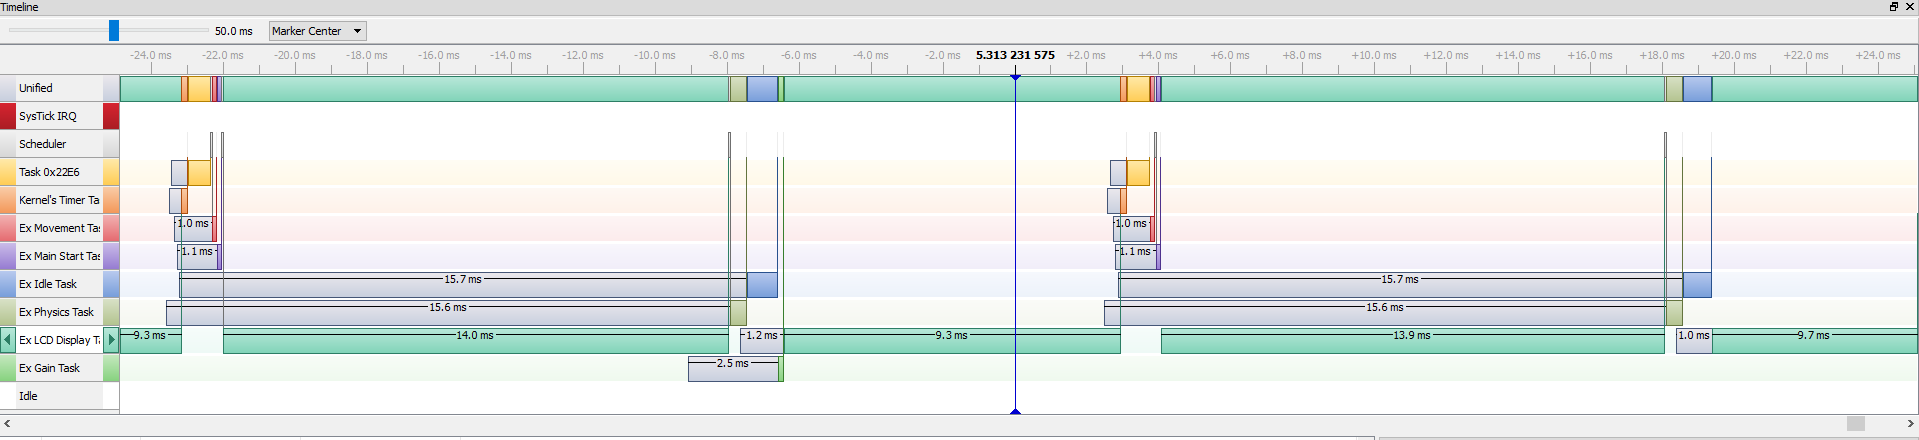 Timeline
50.0 ms Marker Center
-24.0 ms -22.0 ms -20.0 ms -18.0 ms -16.0 ms -14.0 ms -12.0 ms -10.0 ms -8.0 ms -6.0 ms -4.0 ms -2.0 ms 5.313 231 575 +2.0 ms +4.0 ms +6.0 ms +8.0 ms +10.0 ms +12.0 ms +14.0 ms +16.0 ms +18.0 ms +20.0 ms +22.0 ms +24.0 ms
Unified
SysTick IRQ
Scheduler
Task 0x22E6
Kernel's Timer Ta
Ex Movement Tas 1.0 ms 1.0 ms
Ex Main Start Tas 1.1 ms 1.1 ms
Ex Idle Task 15.7 ms 15.7 ms
Ex Physics Task 15.6 ms 15.6 ms
Ex LCD Display Ta 9.3 ms 14.0 ms 1.2 ms 9.3 ms 13.9 ms 1.0 ms 9.7 ms
Ex Gain Task 2.5 ms
Idle